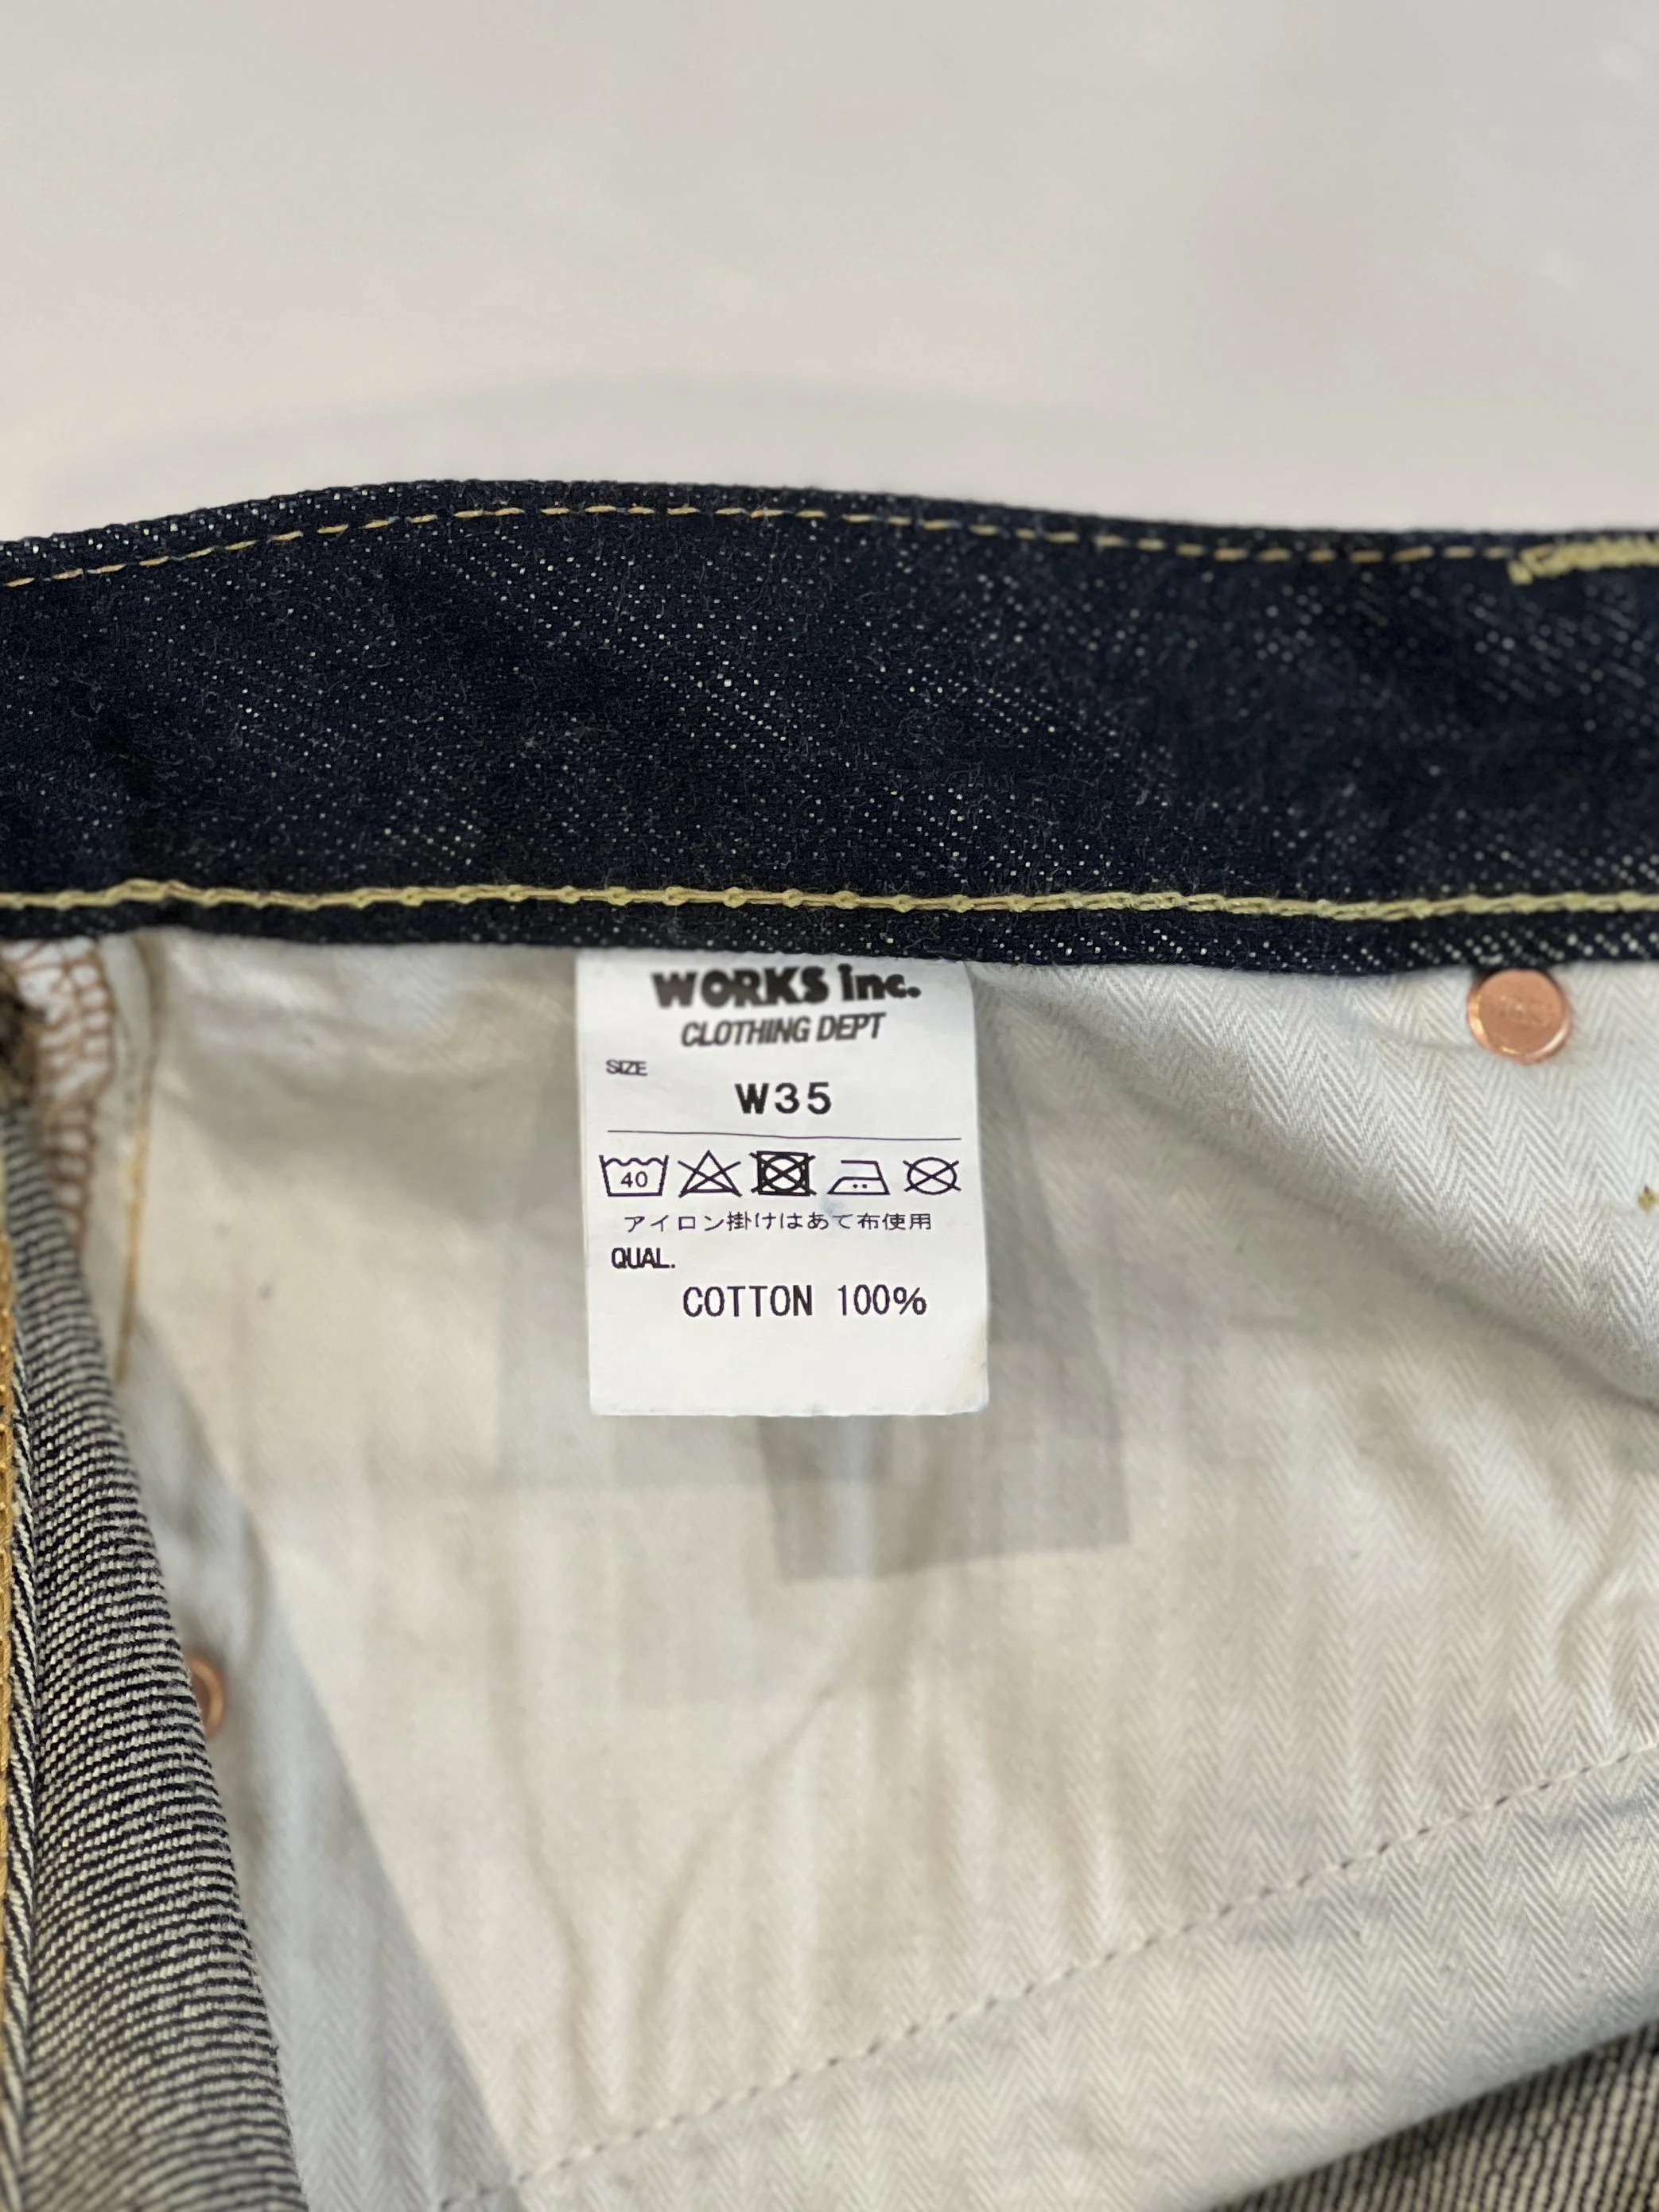 WORKS inc.
CLOTHING DEPT
SIZE
W35
40
アイロン掛けはあて布使用
QUAL.
COTTON 100%